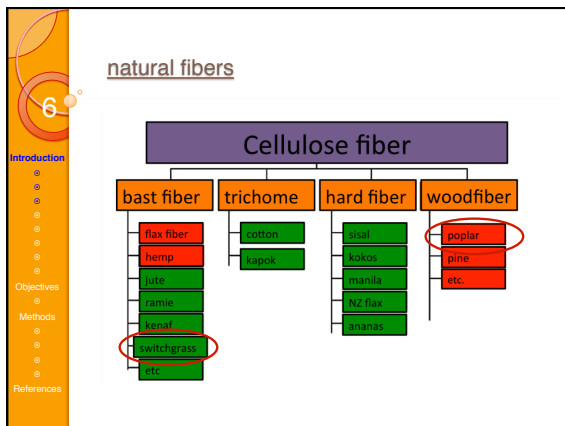 natural fibers
6
Introduction
Objectives
Methods
References
Cellulose fiber
bast fiber
flax fiber
hemp
jute
ramie
kenaf
switchgrass
etc
trichome
cotton
kapok
hard fiber
sisal
kokos
manila
NZ flax
ananas
woodfiber
poplar
pine
etc.